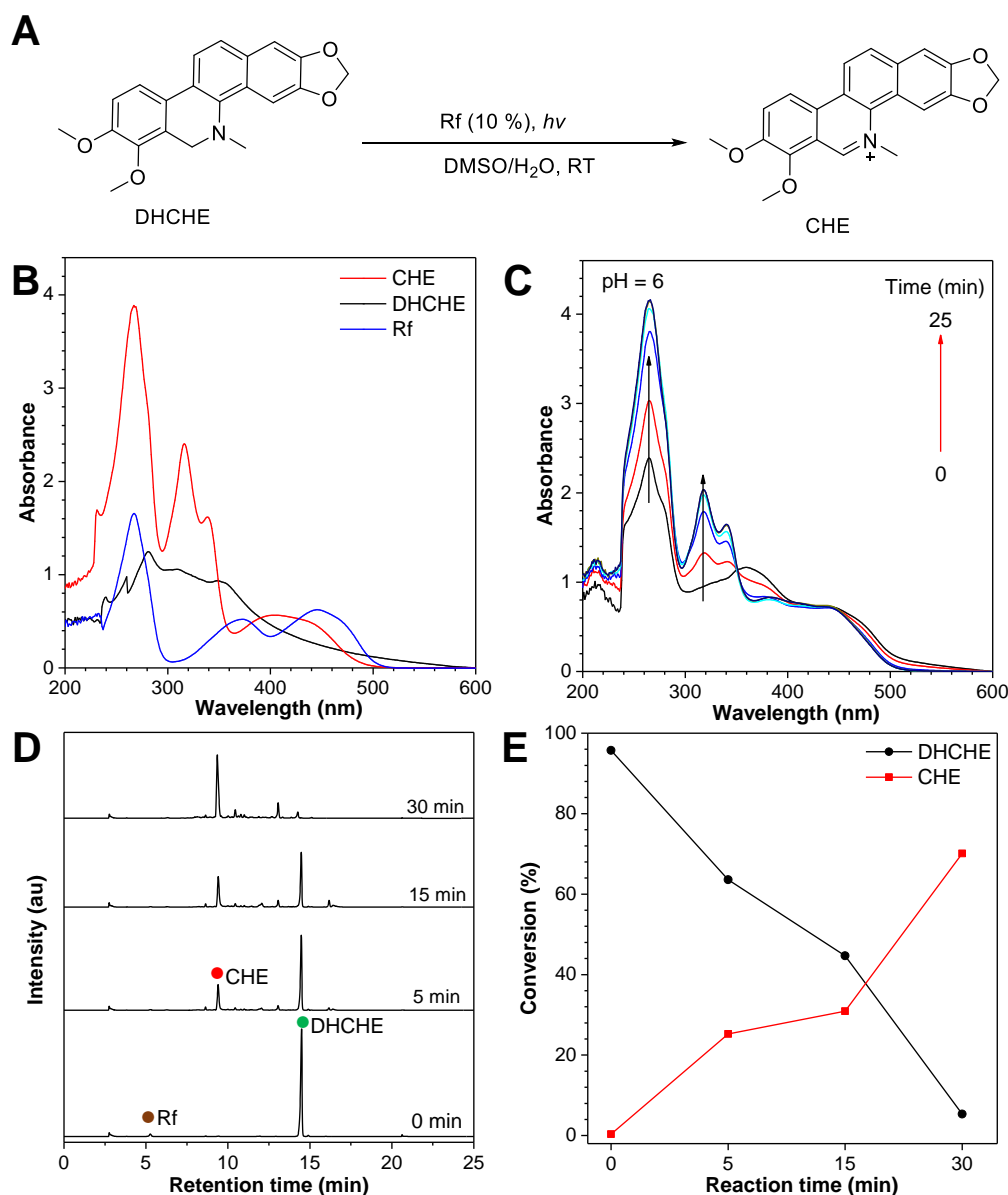 A
O
O
N
O
O
DHCHE
Rf (10 %), hν
DMSO/H₂O, RT
O
O
N
+
O
O
CHE
B
CHE
DHCHE
Rf
4
3
2
1
0
200 300 400 500 600
Absorbance
Wavelength (nm)
C
pH = 6
Time (min)
25
0
4
3
2
1
0
200 300 400 500 600
Absorbance
Wavelength (nm)
D
30 min
15 min
CHE
5 min
DHCHE
Rf
0 min
0 5 10 15 20 25
Intensity (au)
Retention time (min)
E
DHCHE
CHE
100
80
60
40
20
0
0 5 15 30
Conversion (%)
Reaction time (min)